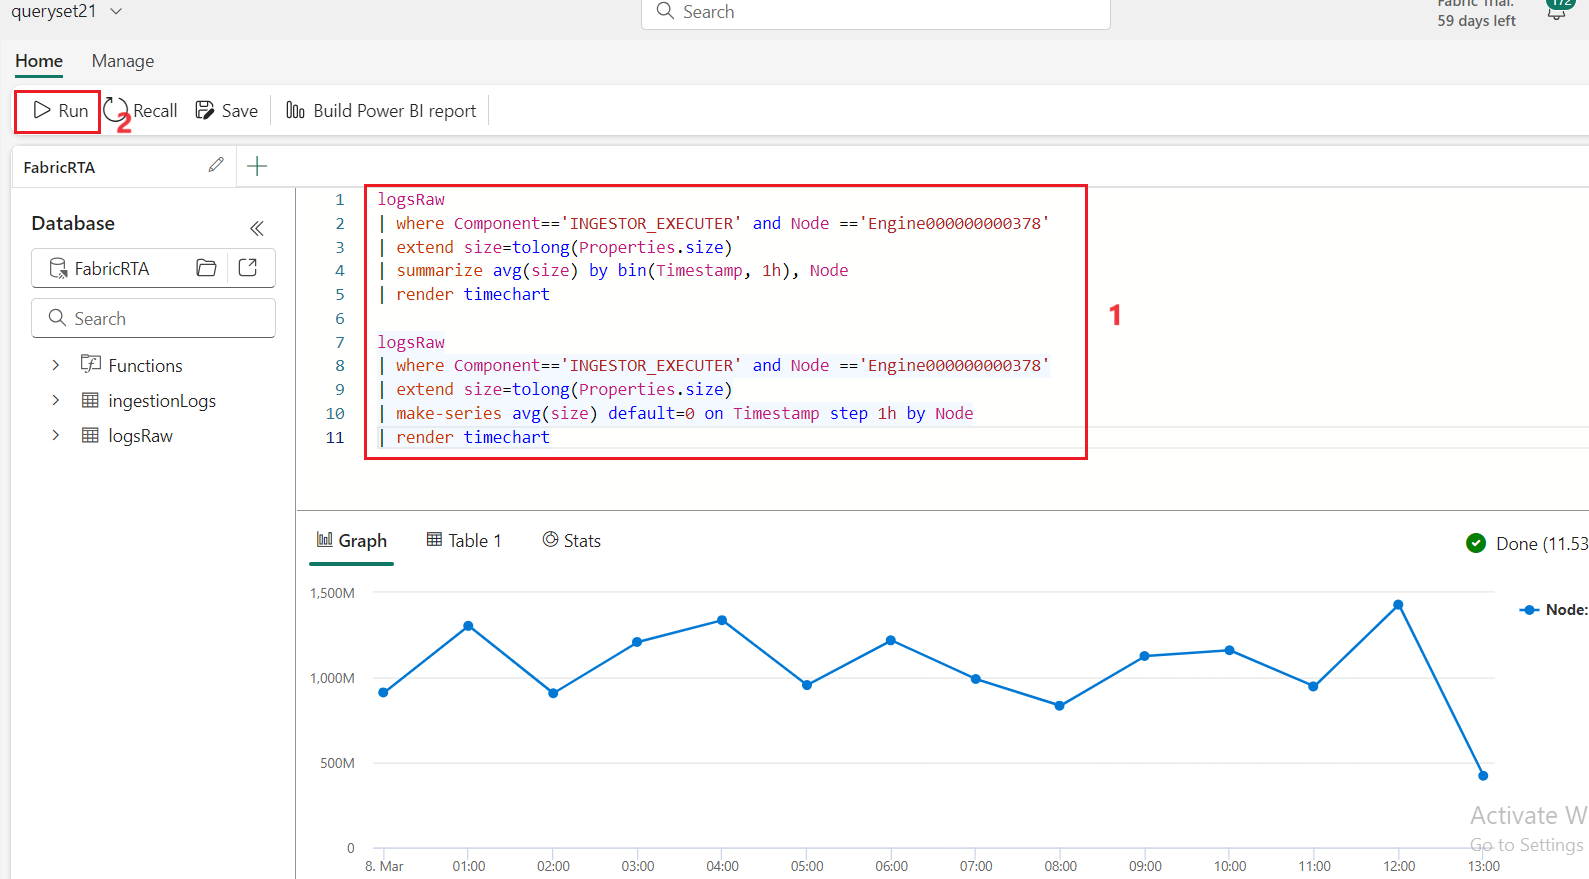 queryset21
Search
Fabric Trial:
59 days left
172
Home
Manage
Run
2
Recall
Save
Build Power BI report
FabricRTA
Database
FabricRTA
Search
Functions
ingestionLogs
logsRaw
1 logsRaw
2 | where Component=='INGESTOR_EXECUTER' and Node =='Engine000000000378'
3 | extend size=tolong(Properties.size)
4 | summarize avg(size) by bin(Timestamp, 1h), Node
5 | render timechart
6
7 logsRaw
8 | where Component=='INGESTOR_EXECUTER' and Node =='Engine000000000378'
9 | extend size=tolong(Properties.size)
10 | make-series avg(size) default=0 on Timestamp step 1h by Node
11 | render timechart
1
Graph
Table 1
Stats
Done (11.53
1,500M
1,000M
500M
0
Node:
8. Mar 01:00 02:00 03:00 04:00 05:00 06:00 07:00 08:00 09:00 10:00 11:00 12:00 13:00
Activate W
Go to Settings